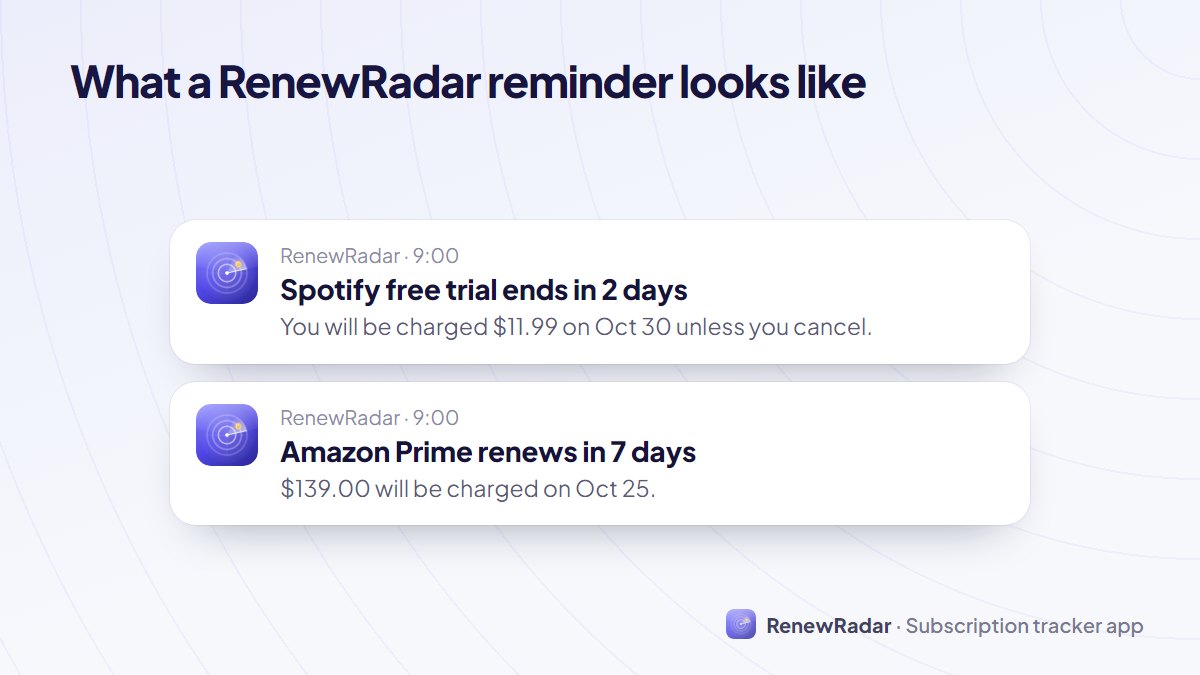 What a RenewRadar reminder looks like
RenewRadar · 9:00
Spotify free trial ends in 2 days
You will be charged $11.99 on Oct 30 unless you cancel.
RenewRadar · 9:00
Amazon Prime renews in 7 days
$139.00 will be charged on Oct 25.
RenewRadar · Subscription tracker app